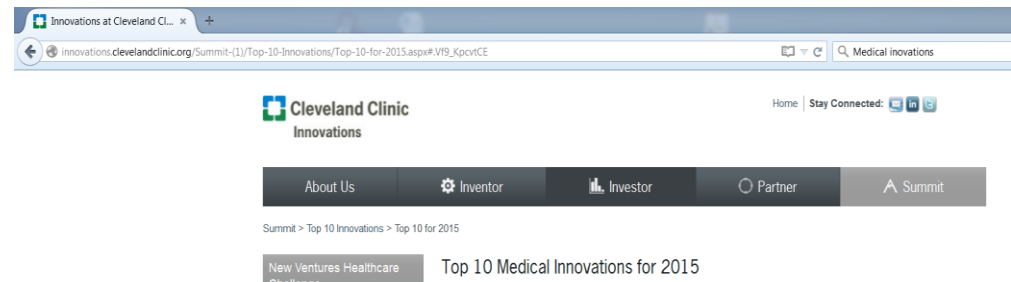 Innovations at Cleveland Cl... × +
innovations.clevelandclinic.org/Summit-(1)/Top-10-Innovations/Top-10-for-2015.aspx#.Vf9_KpcvtCE Medical inovations
Cleveland Clinic
Innovations
Home | Stay Connected: in
About Us Inventor Investor Partner Summit
Summit > Top 10 Innovations > Top 10 for 2015
New Ventures Healthcare
Challenge
Top 10 Medical Innovations for 2015